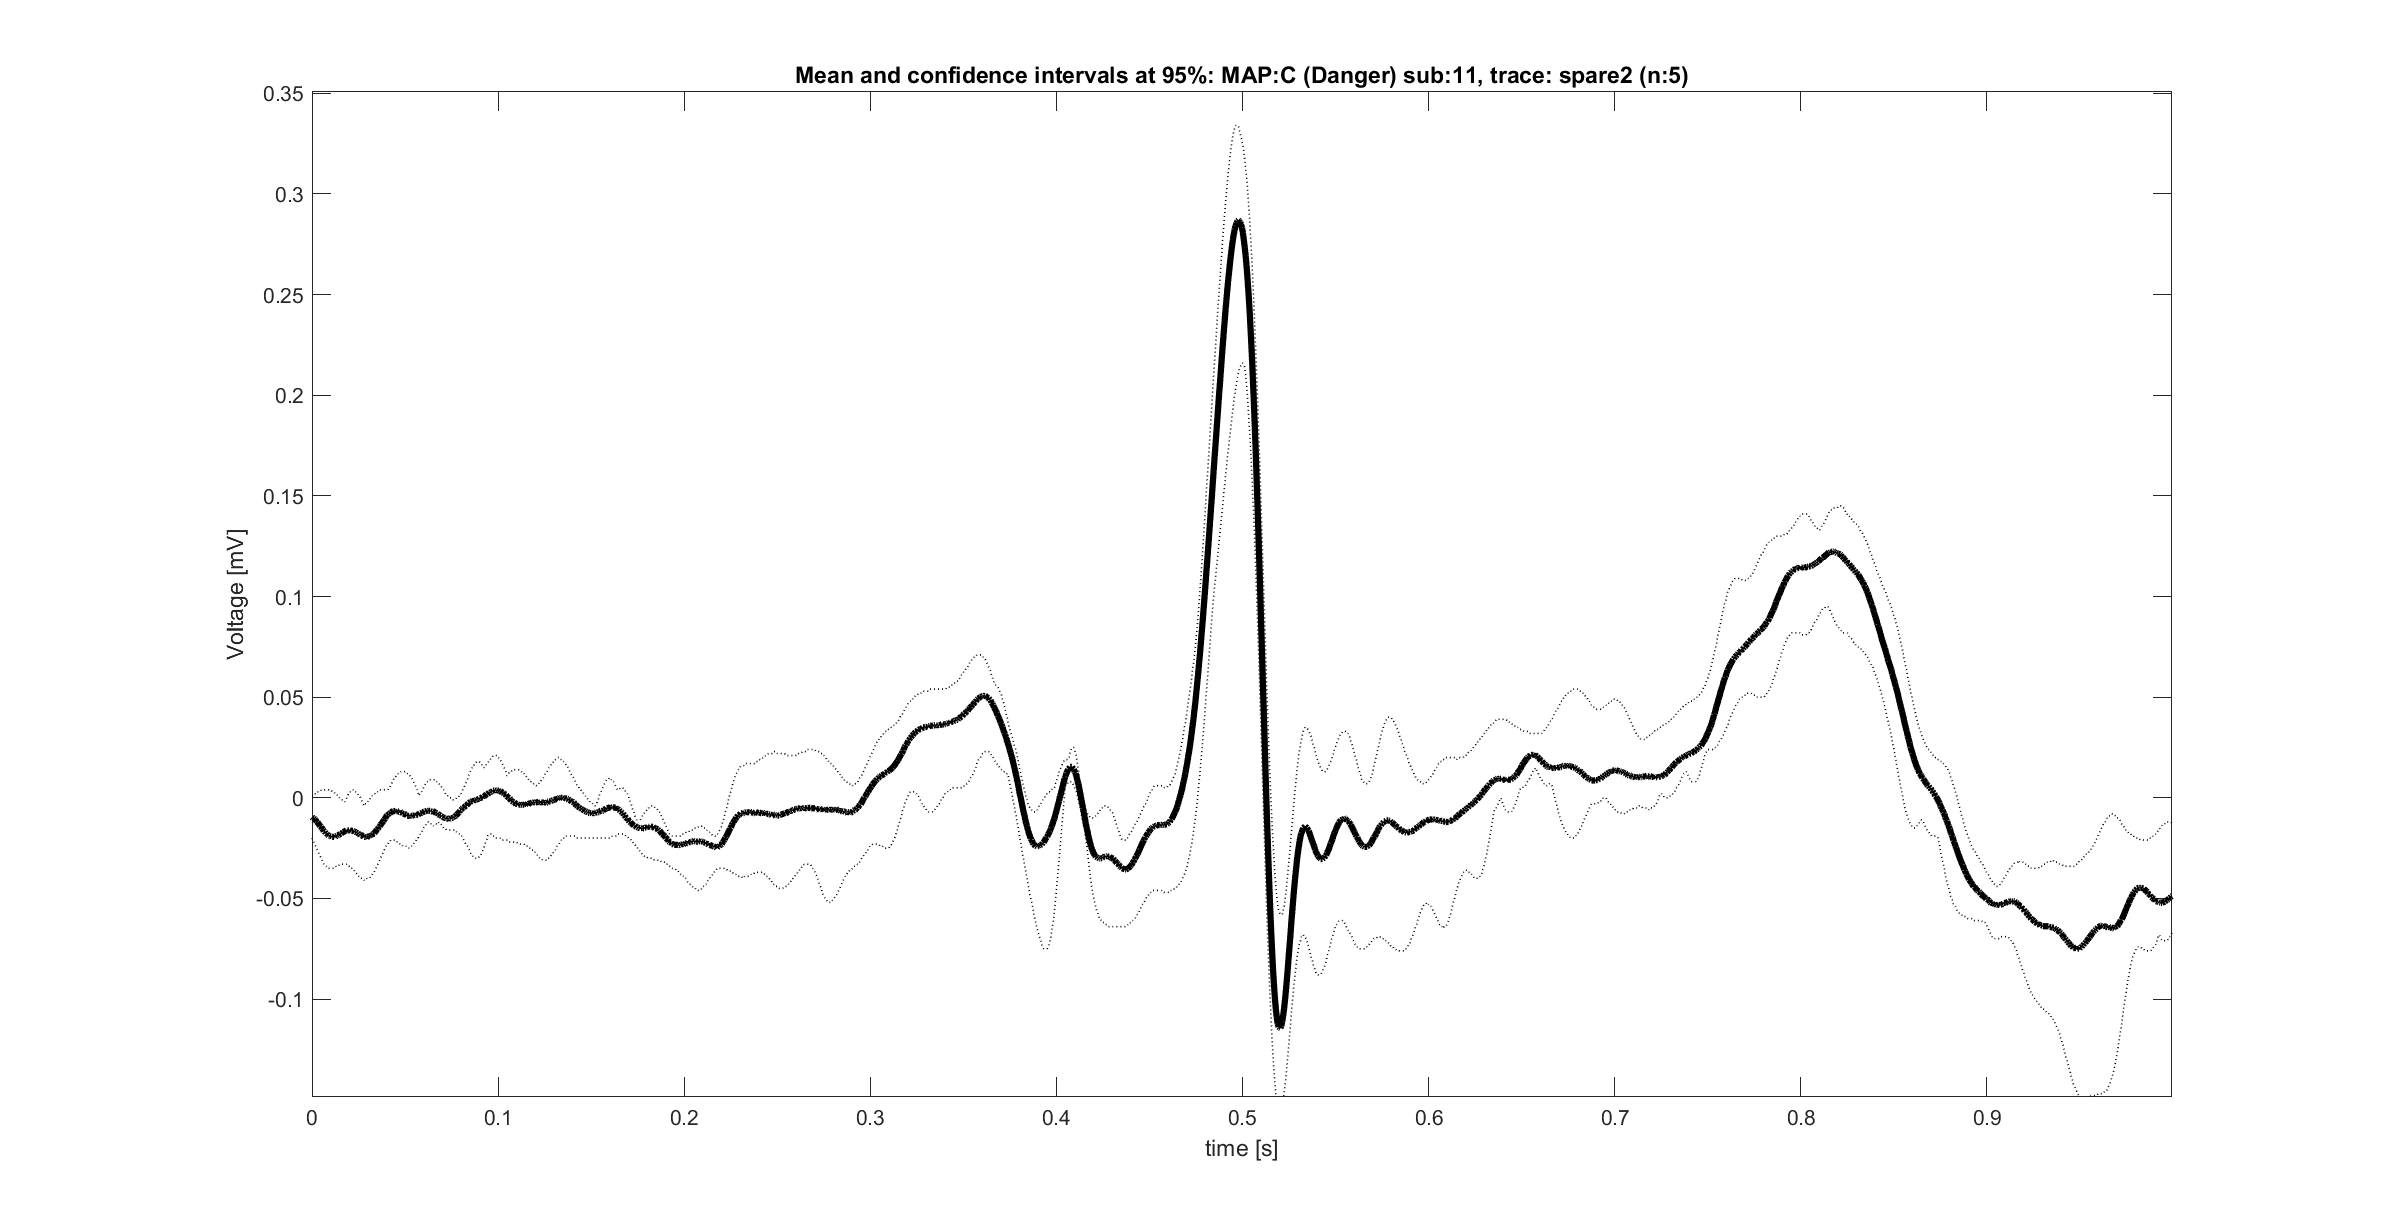 Mean and confidence intervals at 95%: MAP:C (Danger) sub:11, trace: spare2 (n:5)
0.35
0.3
0.25
0.2
0.15
0.1
0.05
0
-0.05
-0.1
Voltage [mV]
0 0.1 0.2 0.3 0.4 0.5 0.6 0.7 0.8 0.9
time [s]